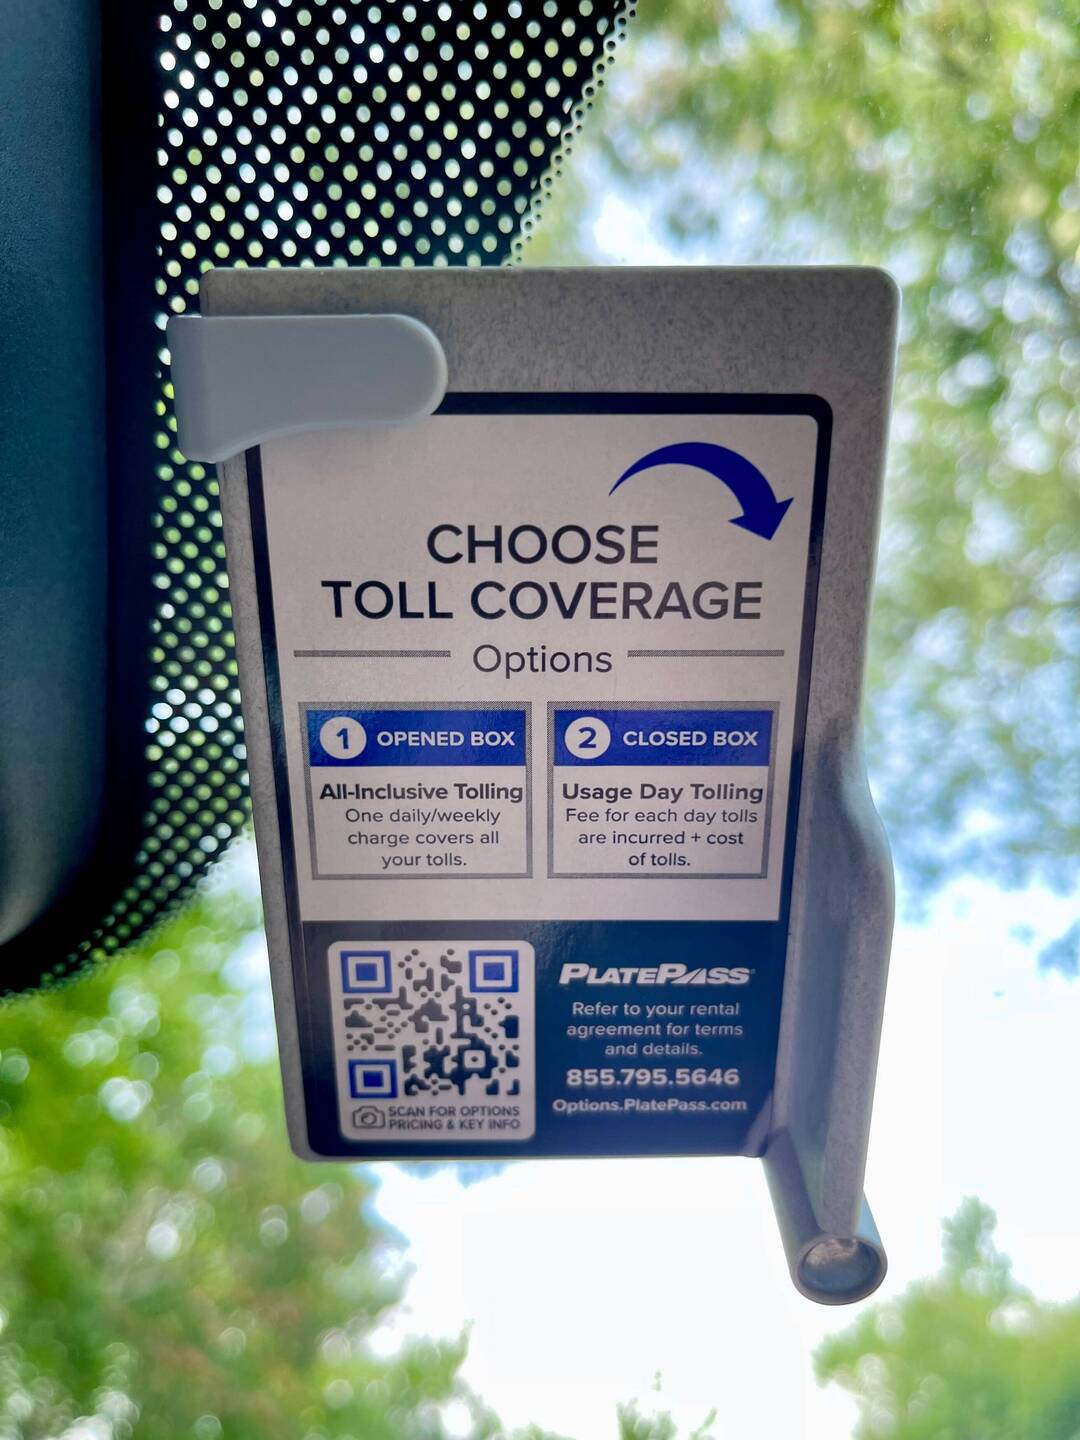 CHOOSE
TOLL COVERAGE
Options
1 OPENED BOX
All-Inclusive Tolling
One daily/weekly
charge covers all
your tolls.
2 CLOSED BOX
Usage Day Tolling
Fee for each day tolls
are incurred + cost
of tolls.
SCAN FOR OPTIONS
PRICING & KEY INFO
PLATEPASS
Refer to your rental
agreement for terms
and details.
855.795.5646
Options.PlatePass.com